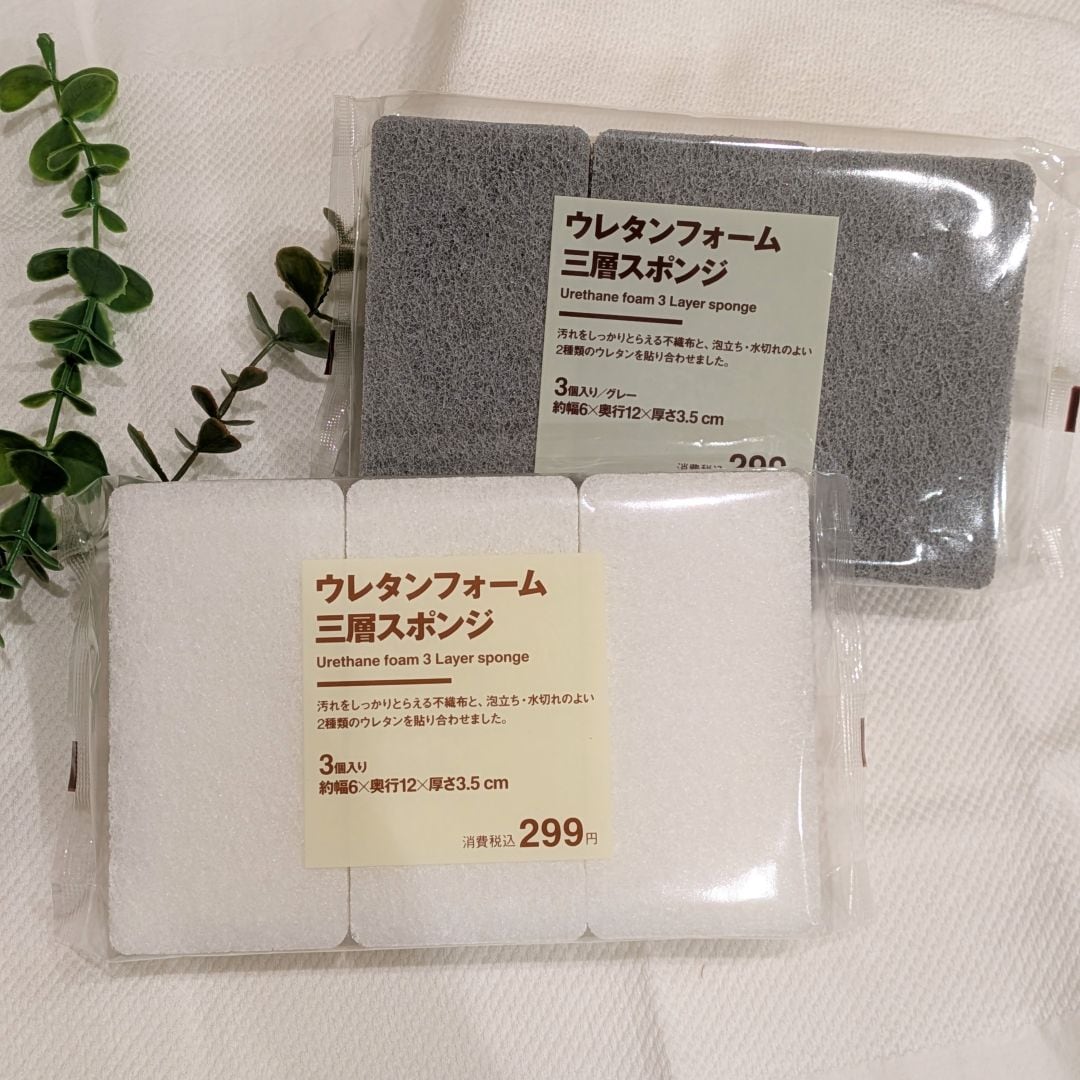 ウレタンフォーム
三層スポンジ
Urethane foam 3 Layer sponge
汚れをしっかりとらえる不織布と、泡立ち・水切れのよい
2種類のウレタンを貼り合わせました。
3個入り／グレー
約幅6×奥行12×厚さ3.5 cm
消費税込 299
ウレタンフォーム
三層スポンジ
Urethane foam 3 Layer sponge
汚れをしっかりとらえる不織布と、泡立ち・水切れのよい
2種類のウレタンを貼り合わせました。
3個入り
約幅6×奥行12×厚さ3.5 cm
消費税込 299円